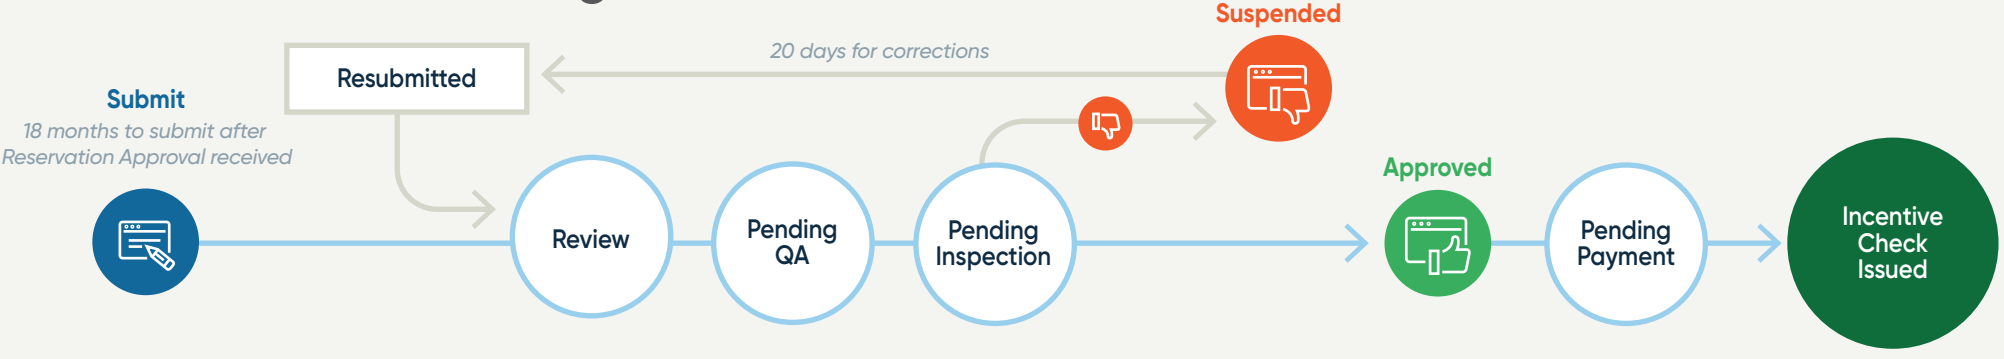 Suspended
20 days for corrections
Resubmitted
Submit
18 months to submit after
Reservation Approval received
Review
Pending
QA
Pending
Inspection
Approved
Pending
Payment
Incentive
Check
Issued